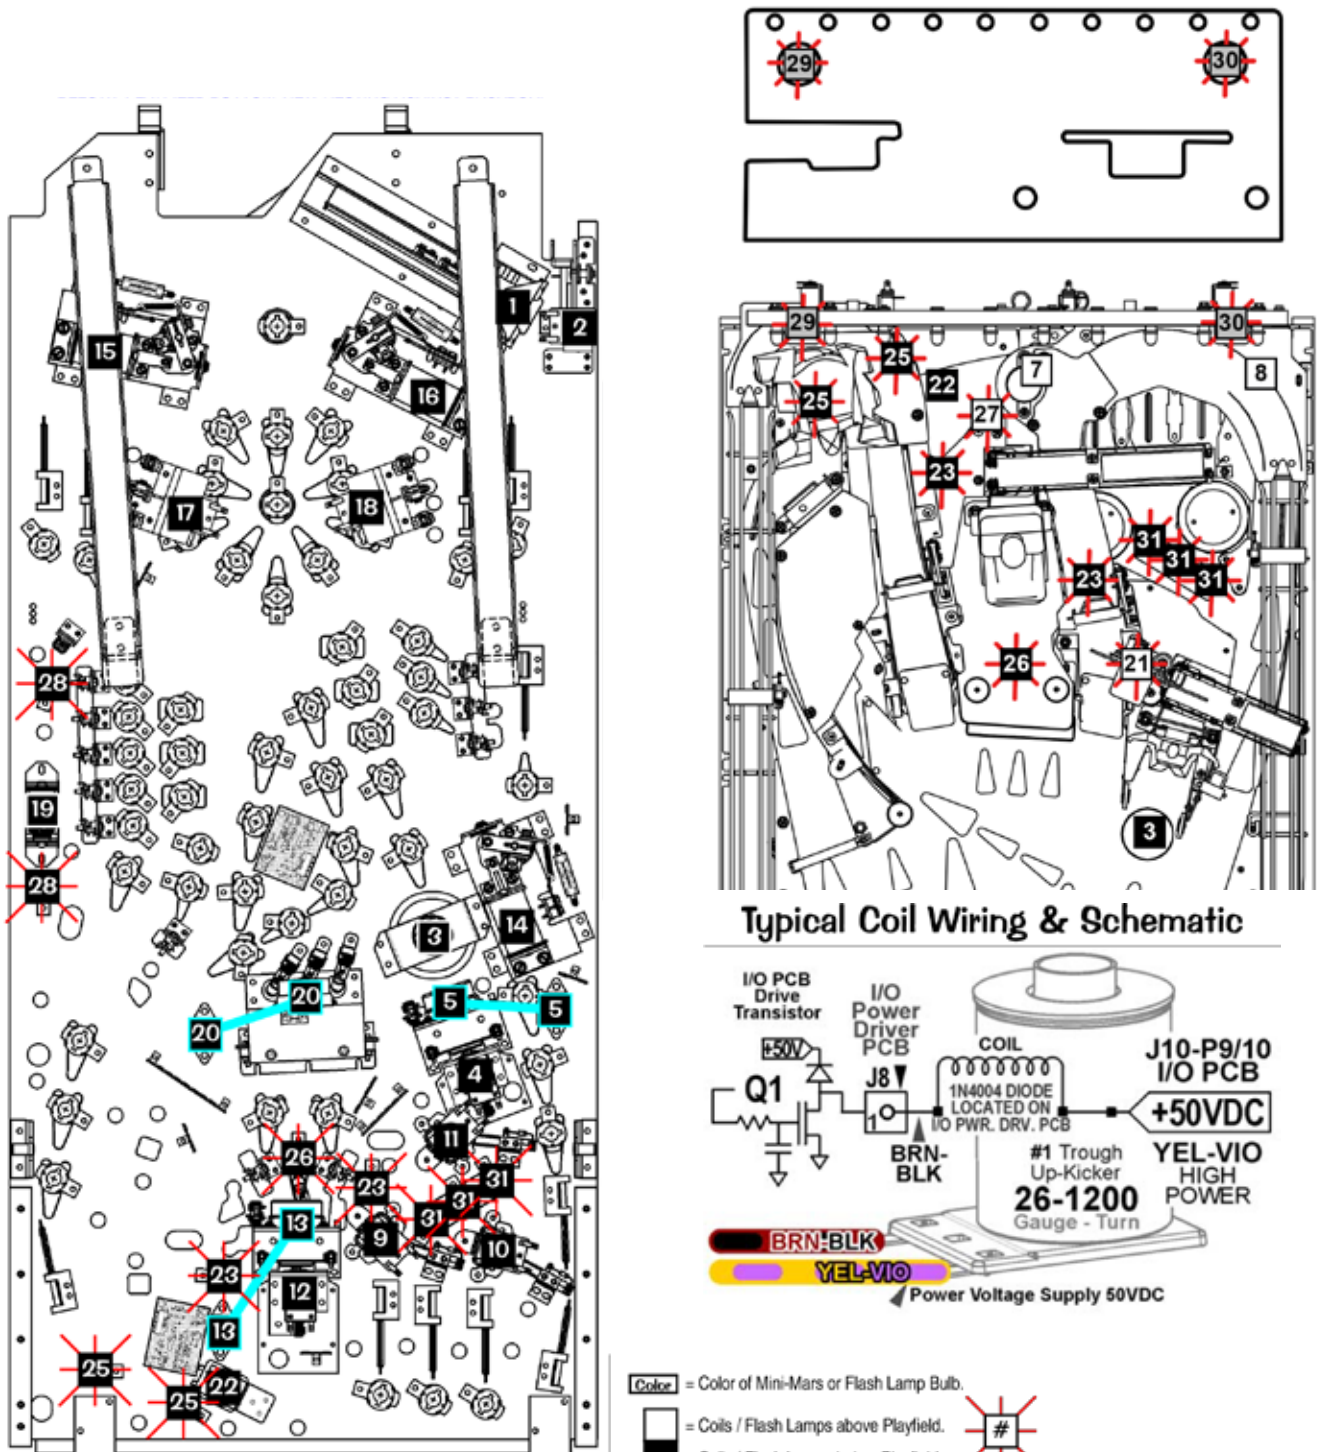 29
30
1
2
15
16
17
18
28
19
28
3
14
20
20
5
5
4
11
26
23
31
31
31
13
9
10
23
12
13
25
22
25
29
30
25
22
7
8
25
27
23
31
31
31
23
26
21
3
Typical Coil Wiring & Schematic
I/O PCB
Drive
Transistor
+50V
Q1
I/O
Power
Driver
PCB
J8
1
BRN-
BLK
COIL
1N4004 DIODE
LOCATED ON
I/O PWR. DRV. PCB
#1 Trough
Up-Kicker
26-1200
Gauge - Turn
J10-P9/10
I/O PCB
+50VDC
YEL-VIO
HIGH
POWER
BRN-BLK
YEL-VIO
Power Voltage Supply 50VDC
Color = Color of Mini-Mars or Flash Lamp Bulb.
= Coils / Flash Lamps above Playfield.
#